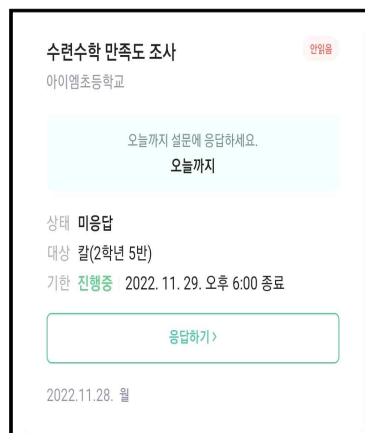 수련수학 만족도 조사
안읽음
아이엠초등학교
오늘까지 설문에 응답하세요.
오늘까지
상태 미응답
대상 칼(2학년 5반)
기한 진행중 2022. 11. 29. 오후 6:00 종료
응답하기 >
2022.11.28. 월